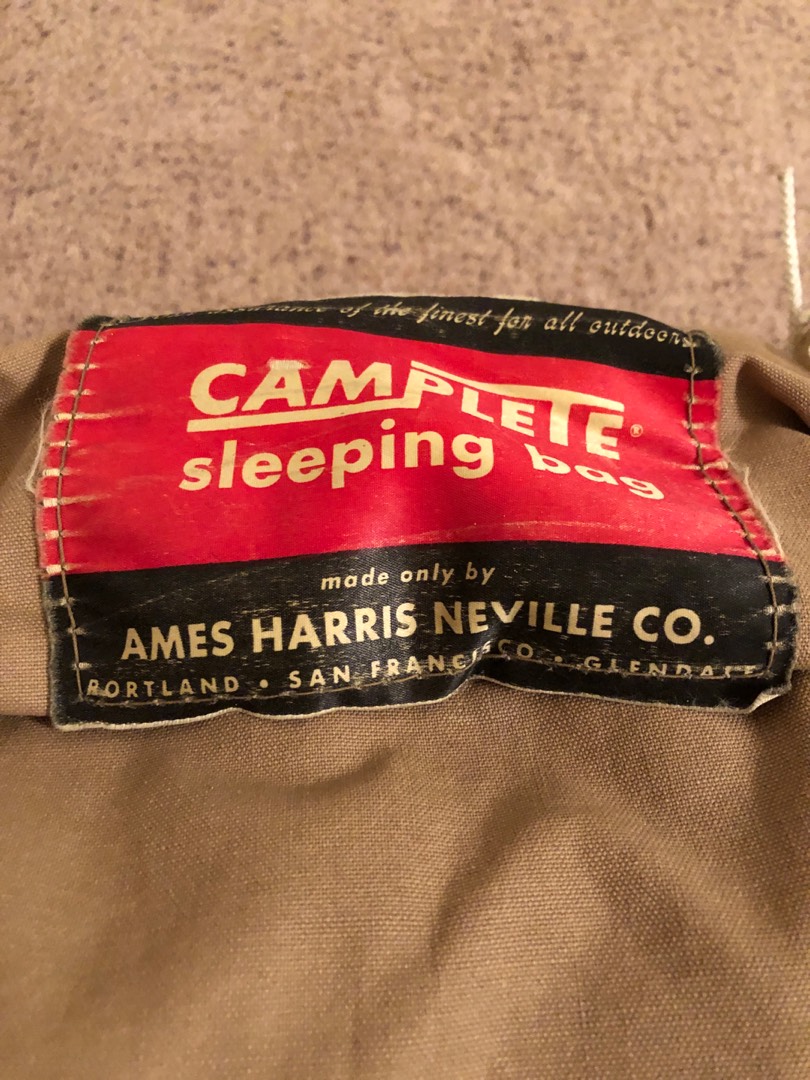 of the finest for all outdoors
CAMPLETE®
sleeping bag
made only by
AMES HARRIS NEVILLE CO.
PORTLAND • SAN FRANCISCO • GLENDALE